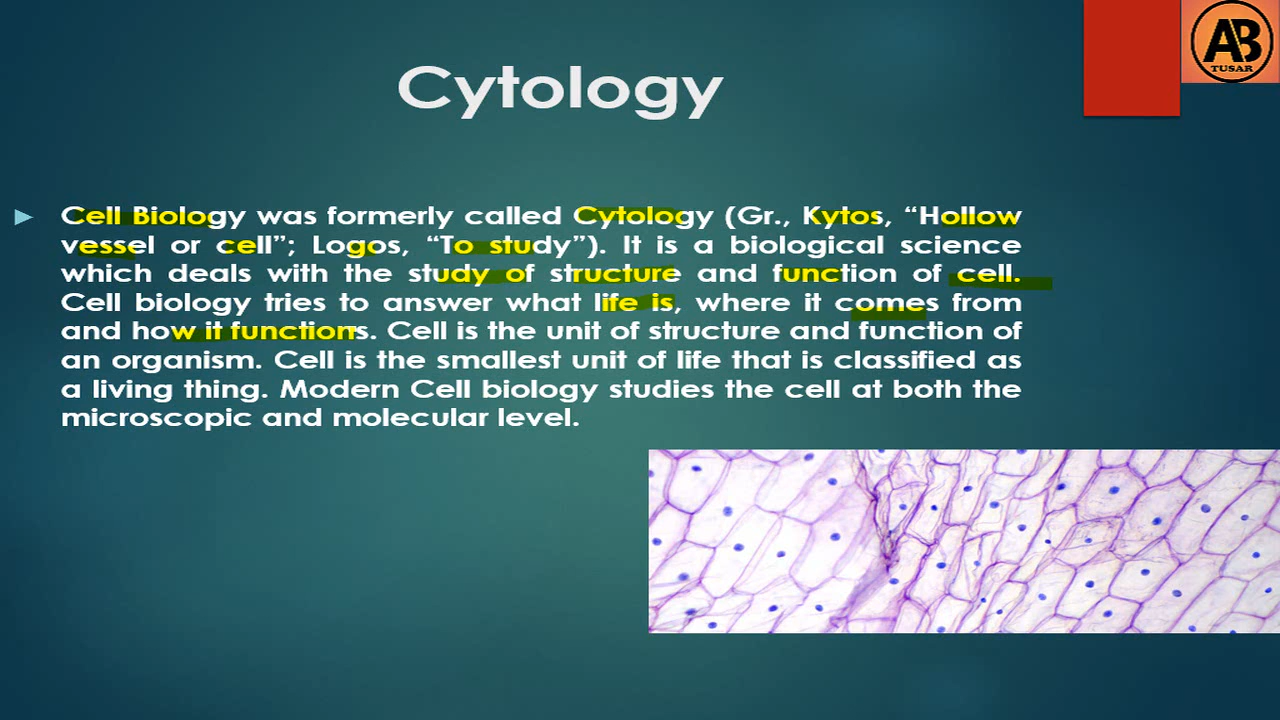 AB
TUSAR
Cytology
Cell Biology was formerly called Cytology (Gr., Kytos, “Hollow
vessel or cell”; Logos, “To study”). It is a biological science
which deals with the study of structure and function of cell.
Cell biology tries to answer what life is, where it comes from
and how it functions. Cell is the unit of structure and function of
an organism. Cell is the smallest unit of life that is classified as
a living thing. Modern Cell biology studies the cell at both the
microscopic and molecular level.